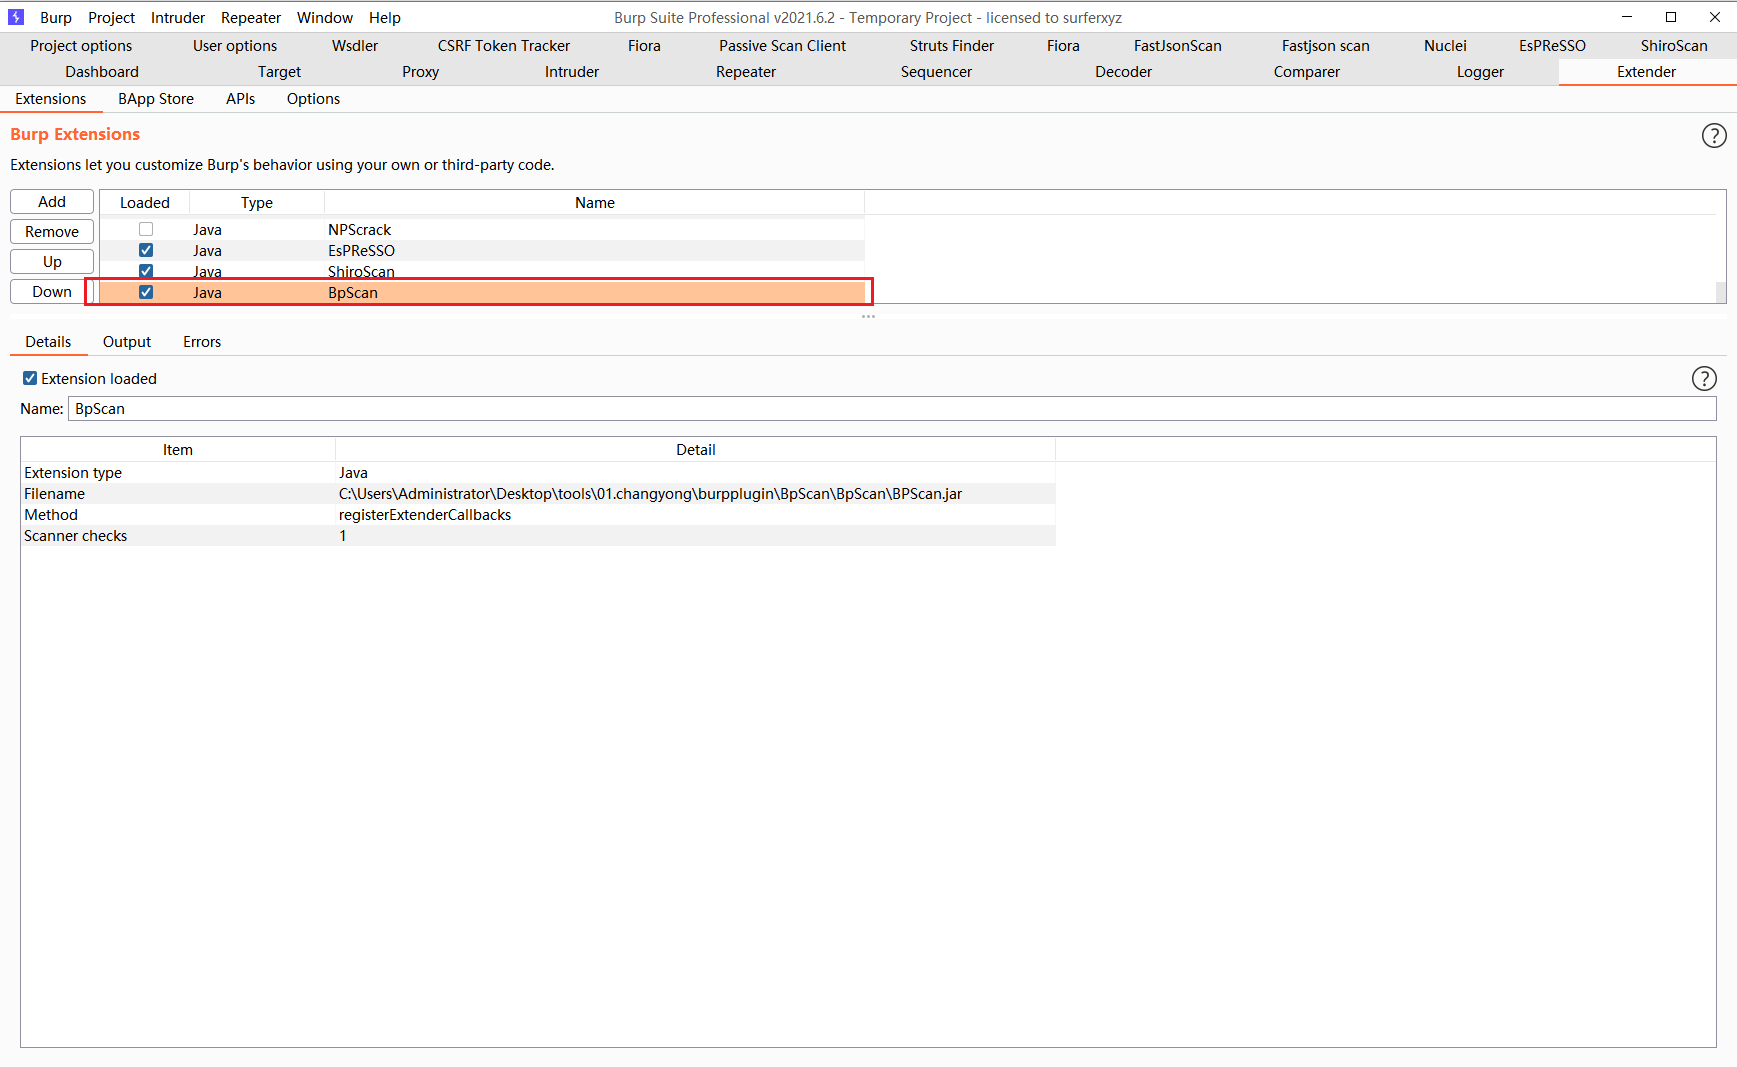 Burp Project Intruder Repeater Window Help Burp Suite Professional v2021.6.2 - Temporary Project - licensed to surferxyz
Project options User options Wsdler CSRF Token Tracker Fiora Passive Scan Client Struts Finder Fiora FastJsonScan Fastjson scan Nuclei EsPReSSO ShiroScan
Dashboard Target Proxy Intruder Repeater Sequencer Decoder Comparer Logger Extender
Extensions BApp Store APIs Options
Burp Extensions
?
Extensions let you customize Burp's behavior using your own or third-party code.
Add Loaded Type Name
Remove Java NPScrack
Java EsPReSSO
Up Java ShiroScan
Down Java BpScan
Details Output Errors
Extension loaded
?
Name: BpScan
Item Detail
Extension type Java
Filename C:\Users\Administrator\Desktop\tools\01.changyong\burpplugin\BpScan\BpScan\BPScan.jar
Method registerExtenderCallbacks
Scanner checks 1